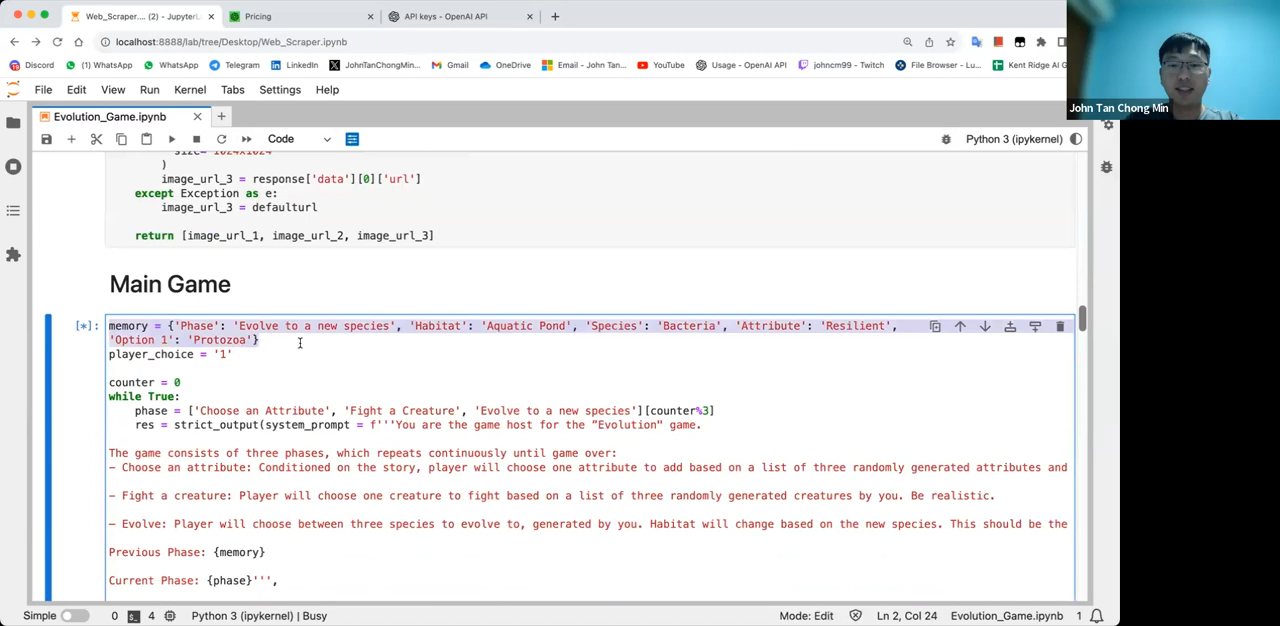 Web_Scraper.... (2) - JupyterL
Pricing
API keys - OpenAI API
localhost:8888/lab/tree/Desktop/Web_Scraper.ipynb
Discord
(1) WhatsApp
WhatsApp
Telegram
LinkedIn
JohnTanChongMin...
Gmail
OneDrive
Email - John Tan...
YouTube
Usage - OpenAI API
johncm99 - Twitch
File Browser - Lu...
Kent Ridge AI G
John Tan Chong Min
File Edit View Run Kernel Tabs Settings Help
Evolution_Game.ipynb
Code
Python 3 (ipykernel)
size="1024x1024"
)
image_url_3 = response['data'][0]['url']
except Exception as e:
image_url_3 = defaulturl
return [image_url_1, image_url_2, image_url_3]
Main Game
[*]:
memory = {'Phase': 'Evolve to a new species', 'Habitat': 'Aquatic Pond', 'Species': 'Bacteria', 'Attribute': 'Resilient',
'Option 1': 'Protozoa'}
player_choice = '1'
counter = 0
while True:
phase = ['Choose an Attribute', 'Fight a Creature', 'Evolve to a new species'][counter%3]
res = strict_output(system_prompt = f'''You are the game host for the ”Evolution" game.
The game consists of three phases, which repeats continuously until game over:
- Choose an attribute: Conditioned on the story, player will choose one attribute to add based on a list of three randomly generated attributes and
- Fight a creature: Player will choose one creature to fight based on a list of three randomly generated creatures by you. Be realistic.
- Evolve: Player will choose between three species to evolve to, generated by you. Habitat will change based on the new species. This should be the
Previous Phase: {memory}
Current Phase: {phase}''',
Simple
0
4
Python 3 (ipykernel) | Busy
Mode: Edit
Ln 2, Col 24
Evolution_Game.ipynb
1